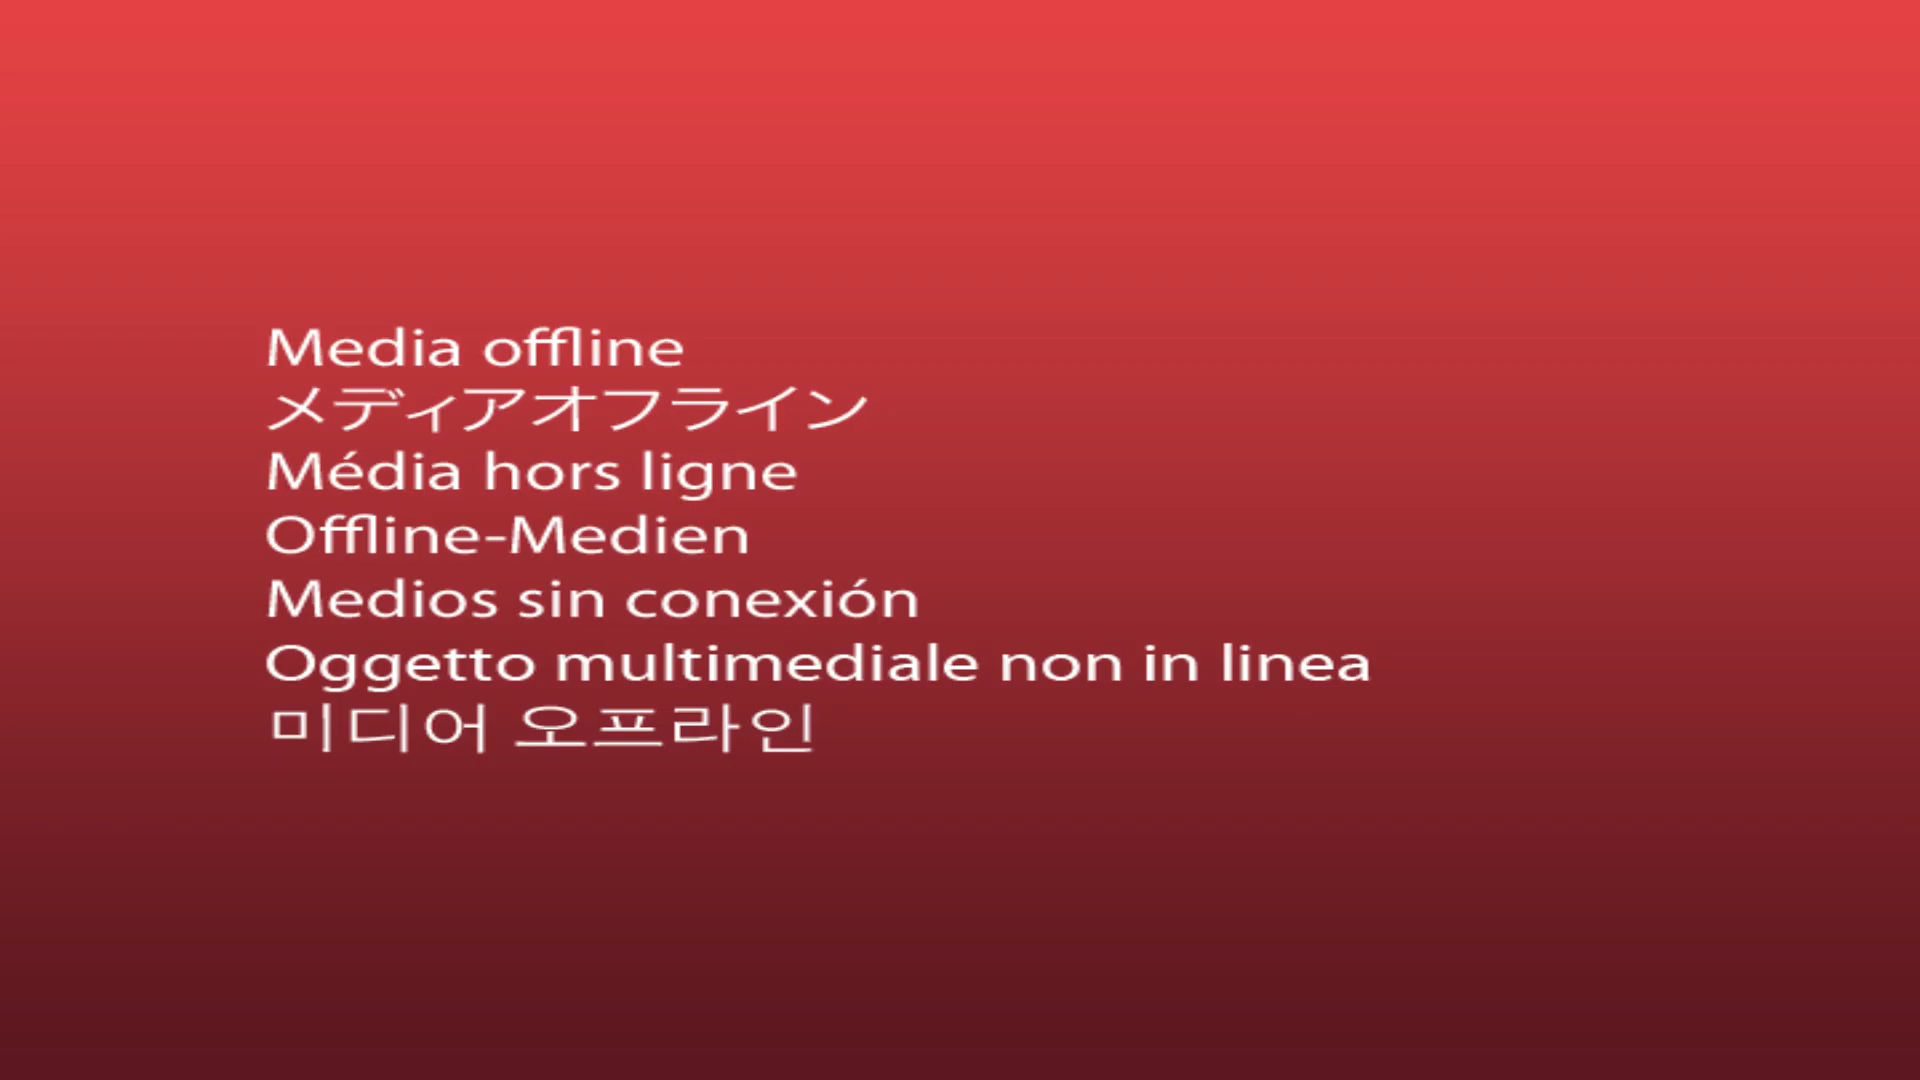 Media offline
メディアオフライン
Média hors ligne
Offline-Medien
Medios sin conexión
Oggetto multimediale non in linea
미디어 오프라인